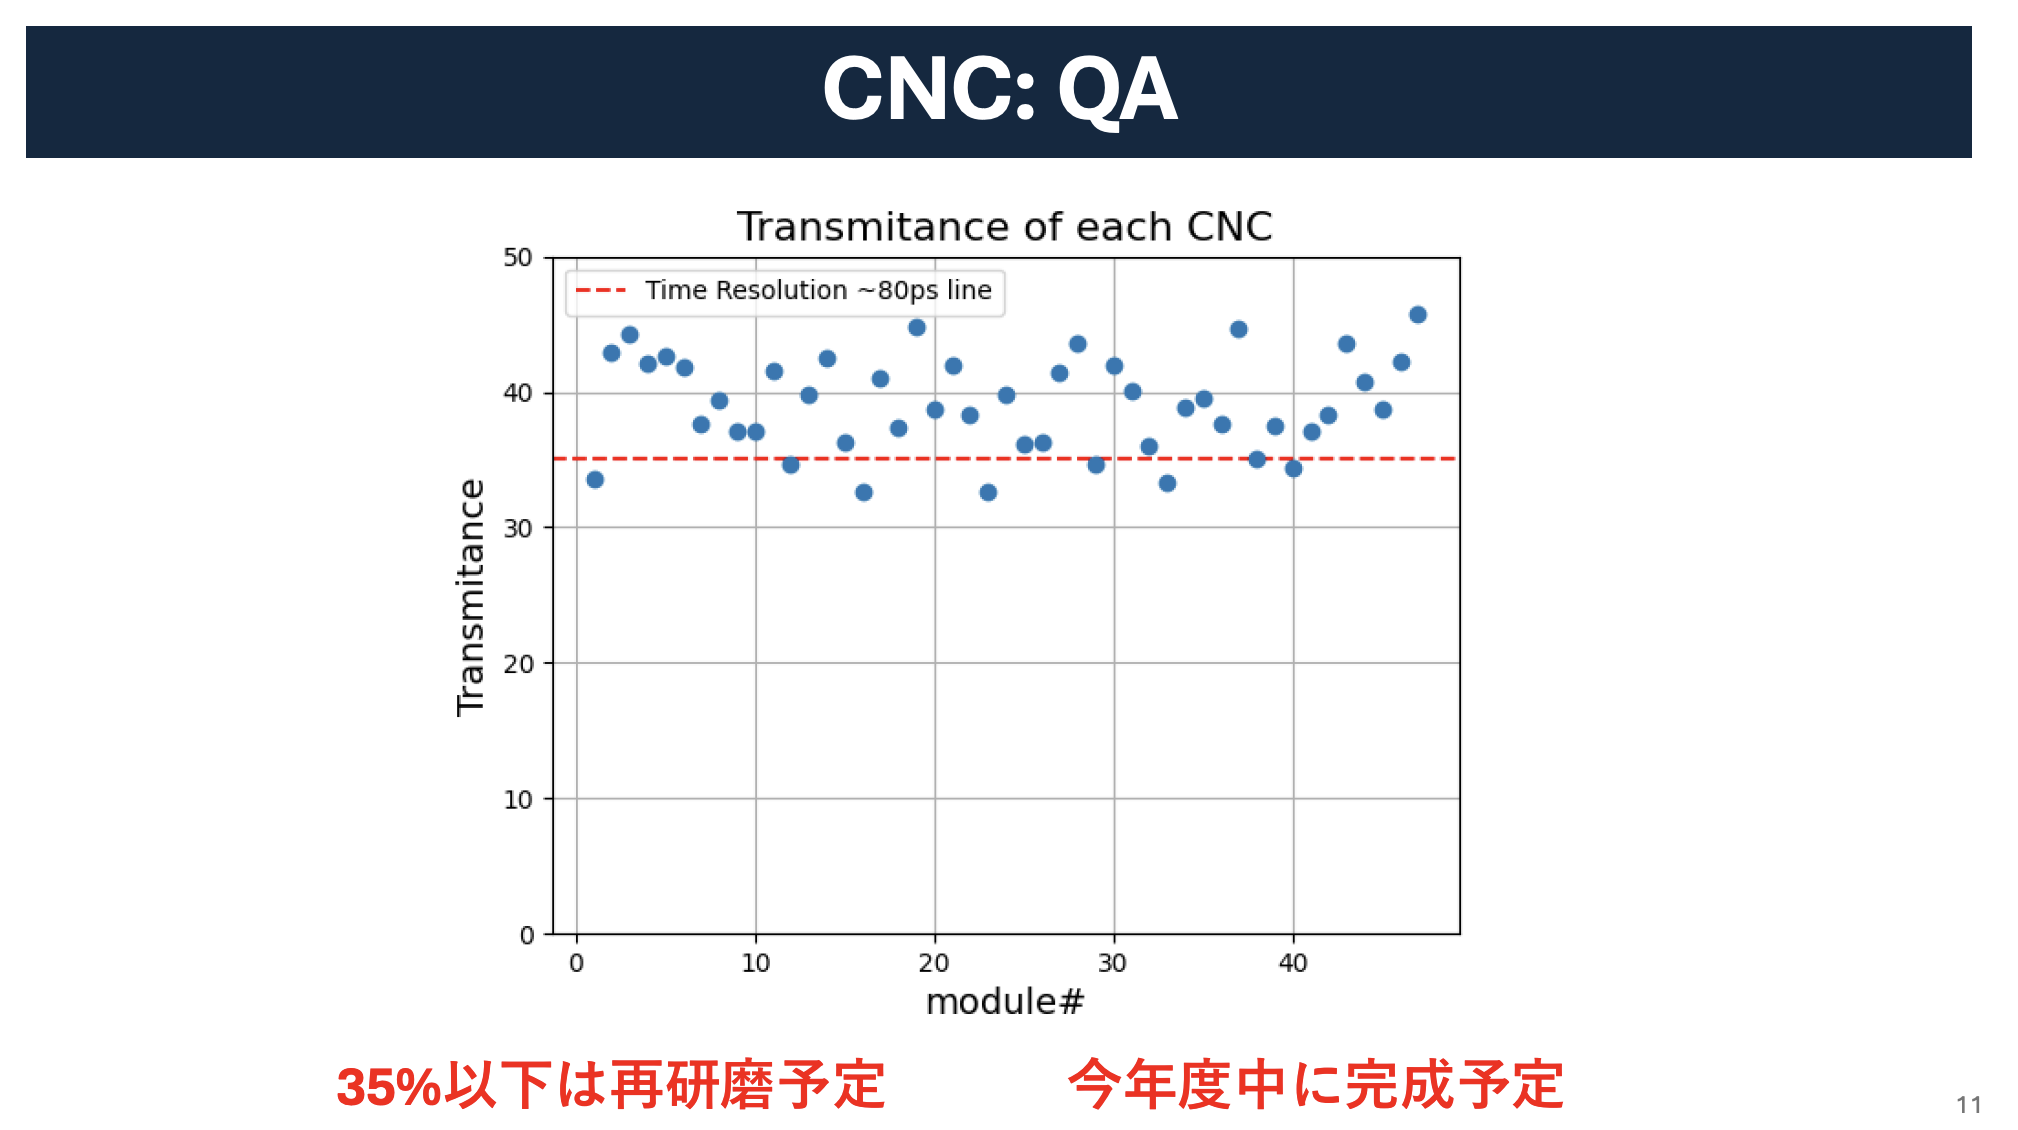 CNC: QA
Transmitance of each CNC
Time Resolution ~80ps line
50
40
30
20
10
0
Transmitance
0 10 20 30 40
module#
35%以下は再研磨予定
今年度中に完成予定
11